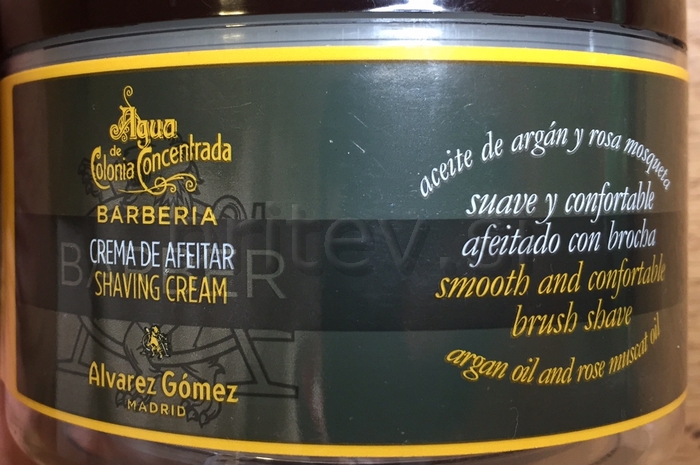 Agua
de
Colonia Concentrada
BARBERIA
CREMA DE AFEITAR
SHAVING CREAM
BARBER
Alvarez Gómez
MADRID
aceite de argán y rosa mosqueta
suave y confortable
afeitado con brocha
smooth and confortable
brush shave
argan oil and rose muscat oil